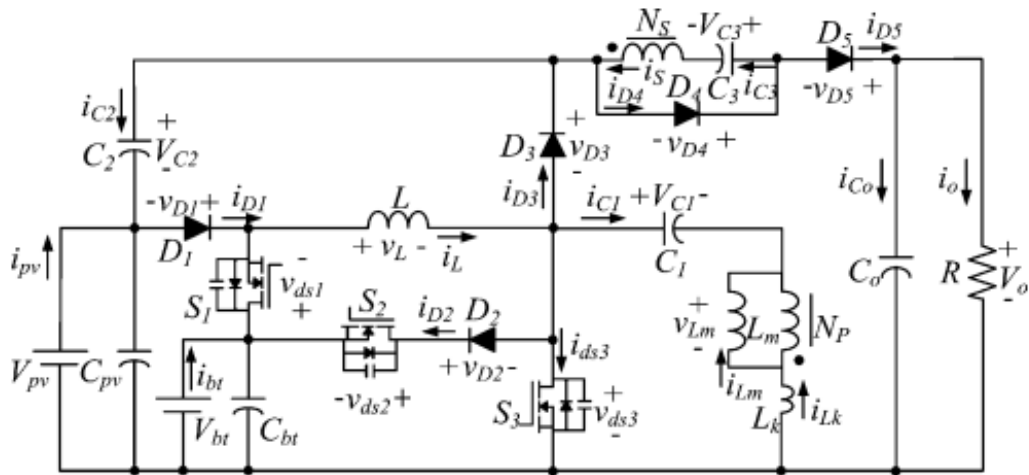 N_S -V_C3+ D_5 i_D5
i_S i_D4 D_4 C_3 i_C3 -v_D5+
-v_D4+
i_C2 + V_C2 - C_2
D_3 + v_D3 - i_D3
-v_D1+ i_D1 L i_C1 +V_C1- i_Co i_o
D_1 + v_L - i_L C_1
i_pv - v_ds1 + S_1
S_2 i_D2 D_2 i_ds3
+ v_Lm - L_m N_P C_o R + V_o -
V_pv C_pv i_bt -v_ds2+ +v_D2- S_3 + v_ds3 - i_Lm L_k i_Lk
V_bt C_bt